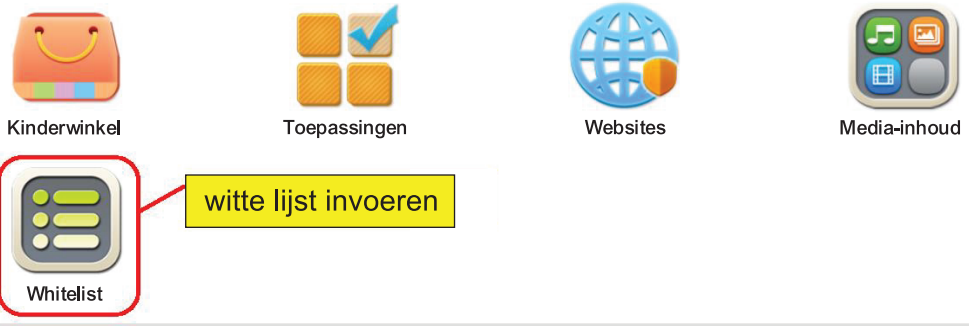 Kinderwinkel Toepassingen Websites Media-inhoud
witte lijst invoeren
Whitelist